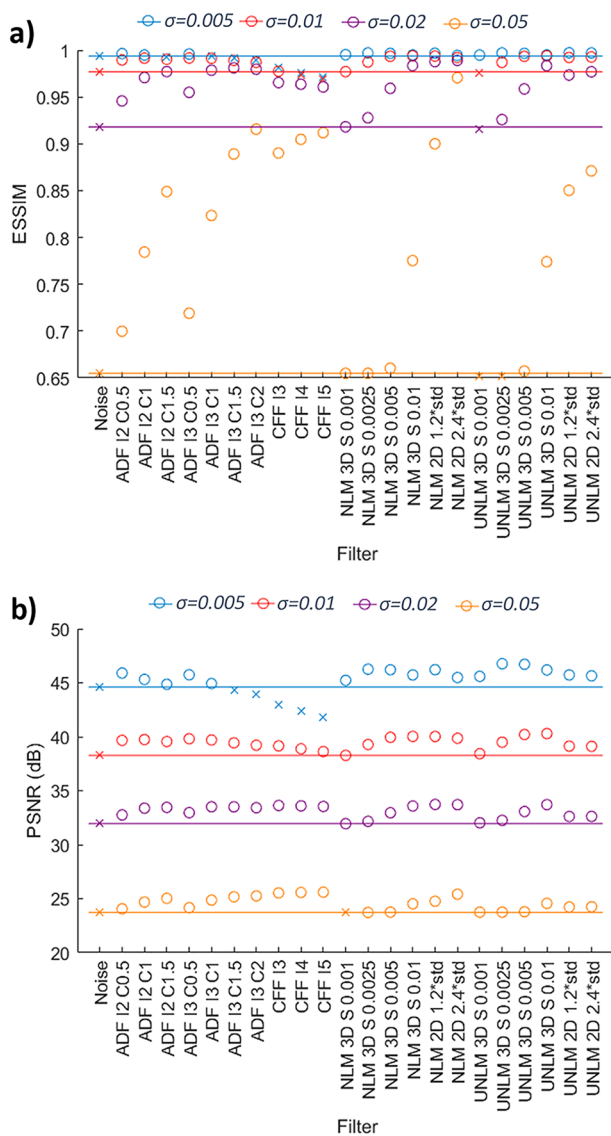 a)
σ=0.005 σ=0.01 σ=0.02 σ=0.05
1
0.95
0.9
0.85
0.8
0.75
0.7
0.65
ESSIM
Noise
ADF I2 C0.5
ADF I2 C1
ADF I2 C1.5
ADF I3 C0.5
ADF I3 C1
ADF I3 C1.5
ADF I3 C2
CFF I3
CFF I4
CFF I5
NLM 3D S 0.001
NLM 3D S 0.0025
NLM 3D S 0.005
NLM 3D S 0.01
NLM 2D 1.2*std
NLM 2D 2.4*std
UNLM 3D S 0.001
UNLM 3D S 0.0025
UNLM 3D S 0.005
UNLM 3D S 0.01
UNLM 2D 1.2*std
UNLM 2D 2.4*std
Filter
b)
σ=0.005 σ=0.01 σ=0.02 σ=0.05
50
45
40
35
30
25
20
PSNR (dB)
Noise
ADF I2 C0.5
ADF I2 C1
ADF I2 C1.5
ADF I3 C0.5
ADF I3 C1
ADF I3 C1.5
ADF I3 C2
CFF I3
CFF I4
CFF I5
NLM 3D S 0.001
NLM 3D S 0.0025
NLM 3D S 0.005
NLM 3D S 0.01
NLM 2D 1.2*std
NLM 2D 2.4*std
UNLM 3D S 0.001
UNLM 3D S 0.0025
UNLM 3D S 0.005
UNLM 3D S 0.01
UNLM 2D 1.2*std
UNLM 2D 2.4*std
Filter